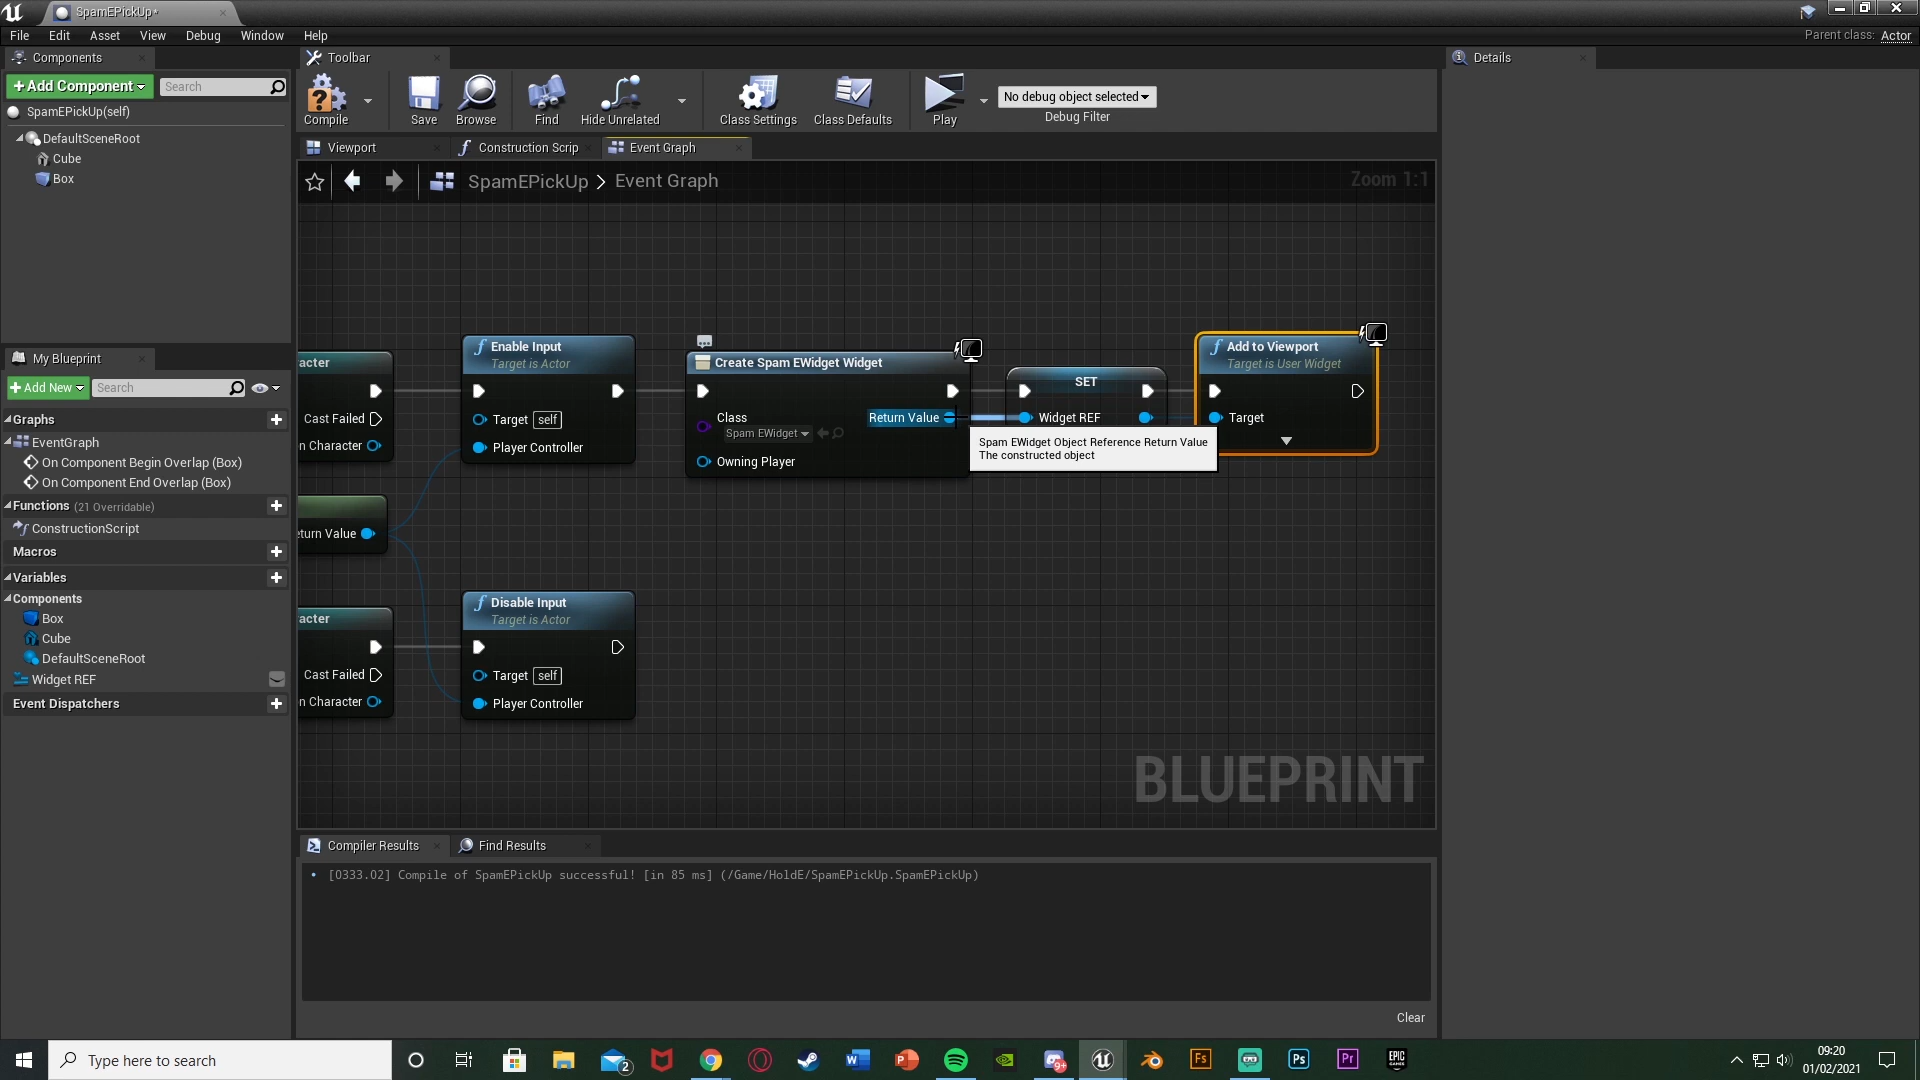 SpamEPickUp*
File Edit Asset View Debug Window Help
Parent class: Actor
Components
Toolbar
Details
+Add Component
Search
SpamEPickUp(self)
DefaultSceneRoot
Cube
Box
Compile
Save
Browse
Find
Hide Unrelated
Class Settings
Class Defaults
Play
No debug object selected
Debug Filter
Viewport
Construction Scrip
Event Graph
SpamEPickUp > Event Graph
Zoom 1:1
My Blueprint
+Add New
Search
Graphs
EventGraph
On Component Begin Overlap (Box)
On Component End Overlap (Box)
Functions (21 Overridable)
ConstructionScript
Macros
Variables
Components
Box
Cube
DefaultSceneRoot
Widget REF
Event Dispatchers
acter
Cast Failed
n Character
Enable Input
Target is Actor
Target self
Player Controller
Create Spam EWidget Widget
Class
Spam EWidget
Return Value
Owning Player
SET
Widget REF
Add to Viewport
Target is User Widget
Target
Spam EWidget Object Reference Return Value
The constructed object
eturn Value
acter
Cast Failed
n Character
Disable Input
Target is Actor
Target self
Player Controller
BLUEPRINT
Compiler Results
Find Results
[0333.02] Compile of SpamEPickUp successful! [in 85 ms] (/Game/HoldE/SpamEPickUp.SpamEPickUp)
Clear
Type here to search
2
W
P
9+
Fs
Ps
Pr
EPIC
GAMES
09:20
01/02/2021